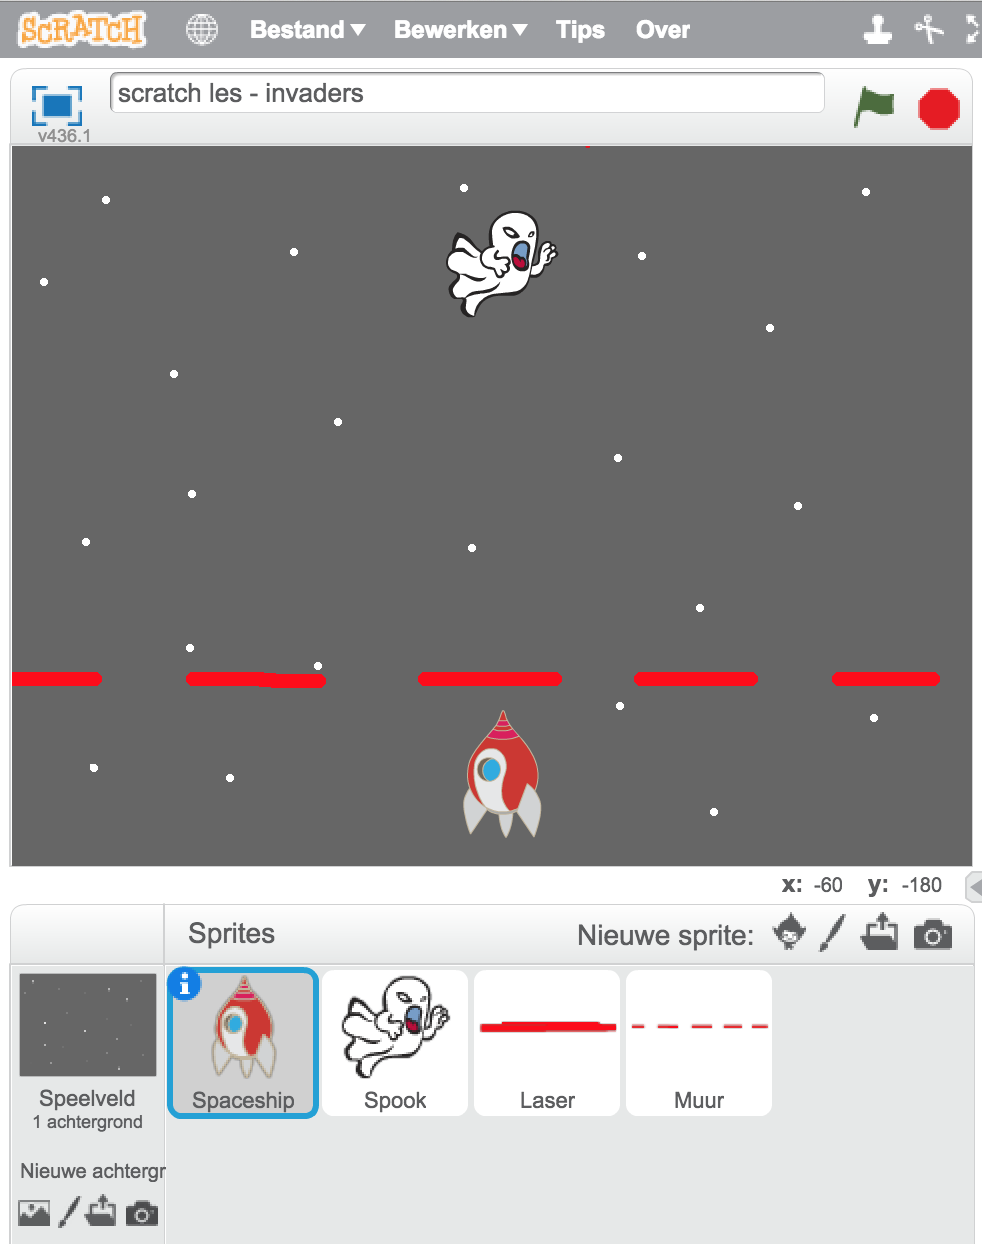 SCRATCH Bestand Bewerken Tips Over
scratch les - invaders
v436.1
x: -60 y: -180
Sprites Nieuwe sprite:
Spaceship Spook Laser Muur
Speelveld
1 achtergrond
Nieuwe achtergr